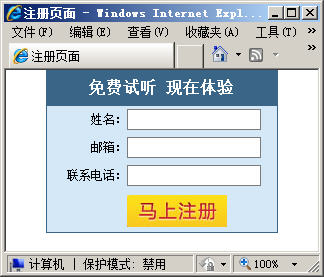 注册页面 - Windows Internet Expl...
文件(F) 编辑(E) 查看(V) 收藏夹(A) 工具(T) »
注册页面
免费试听 现在体验
姓名：
邮箱：
联系电话：
马上注册
计算机 | 保护模式: 禁用 100%